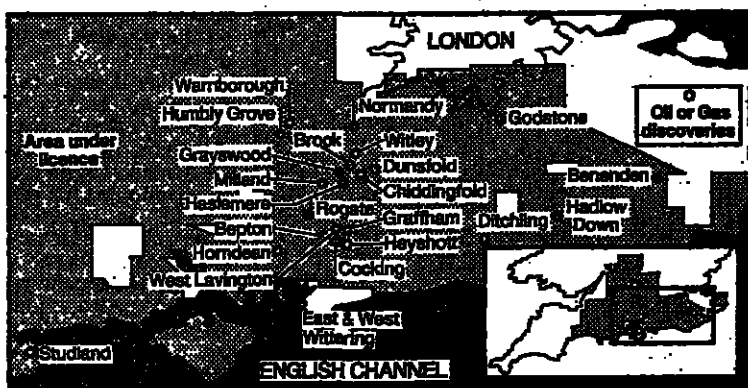 LONDON
Warnborough
Humbly Grove
Normandy
Godstone
Oil or Gas
discoveries
Area under
licence
Brook
Witley
Grayswood
Dunsfold
Milland
Chiddingfold
Benenden
Haslemere
Rogate
Graffham
Ditchling
Hadlow
Down
Bepton
Heyshott
Horndean
Cocking
West Lavington
East & West
Wittering
Studland
ENGLISH CHANNEL